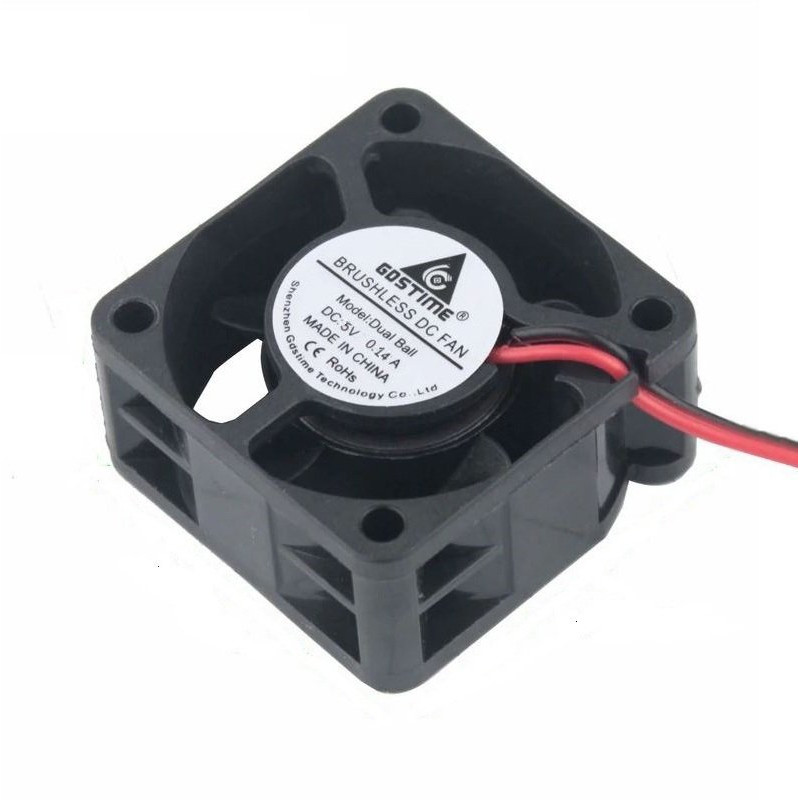 GDSTIME®
BRUSHLESS DC FAN
Model:Dual Ball
DC:5V 0.14A
MADE IN CHINA
CE RoHs
Shenzhen Gdstime Technology Co.,Ltd